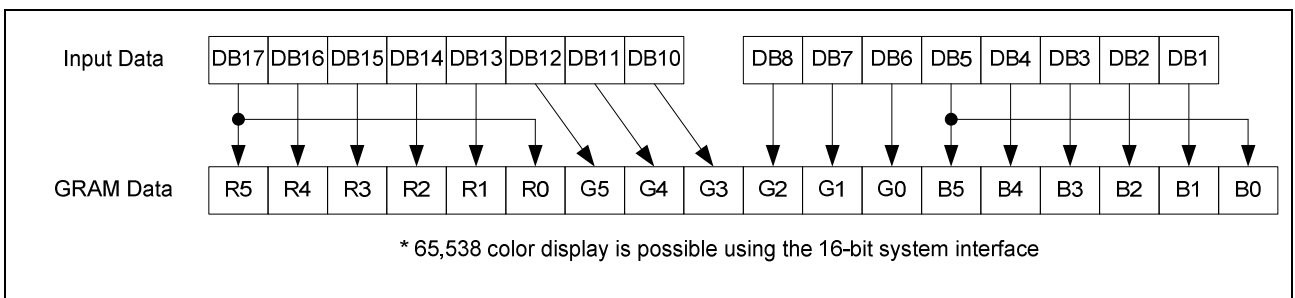 Input Data DB17 DB16 DB15 DB14 DB13 DB12 DB11 DB10 DB8 DB7 DB6 DB5 DB4 DB3 DB2 DB1
GRAM Data R5 R4 R3 R2 R1 R0 G5 G4 G3 G2 G1 G0 B5 B4 B3 B2 B1 B0
* 65,538 color display is possible using the 16-bit system interface